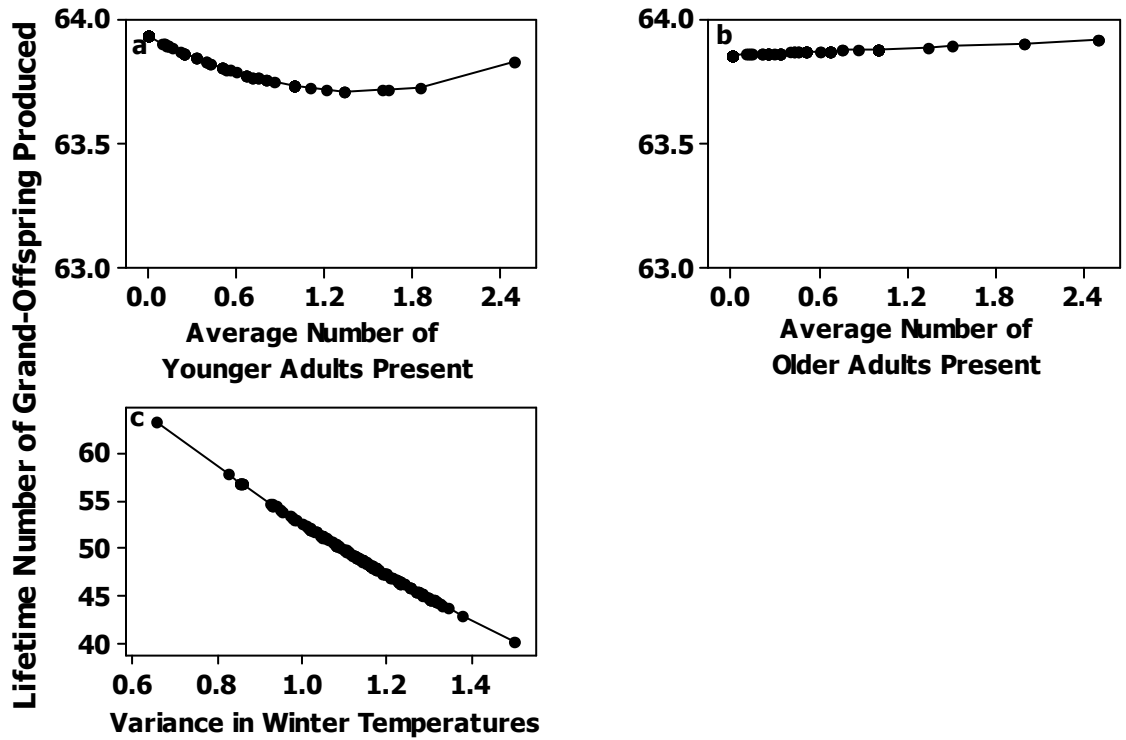 Lifetime Number of Grand-Offspring Produced
a
64.0
63.5
63.0
0.0 0.6 1.2 1.8 2.4
Average Number of
Younger Adults Present
b
64.0
63.5
63.0
0.0 0.6 1.2 1.8 2.4
Average Number of
Older Adults Present
c
60
55
50
45
40
0.6 0.8 1.0 1.2 1.4
Variance in Winter Temperatures